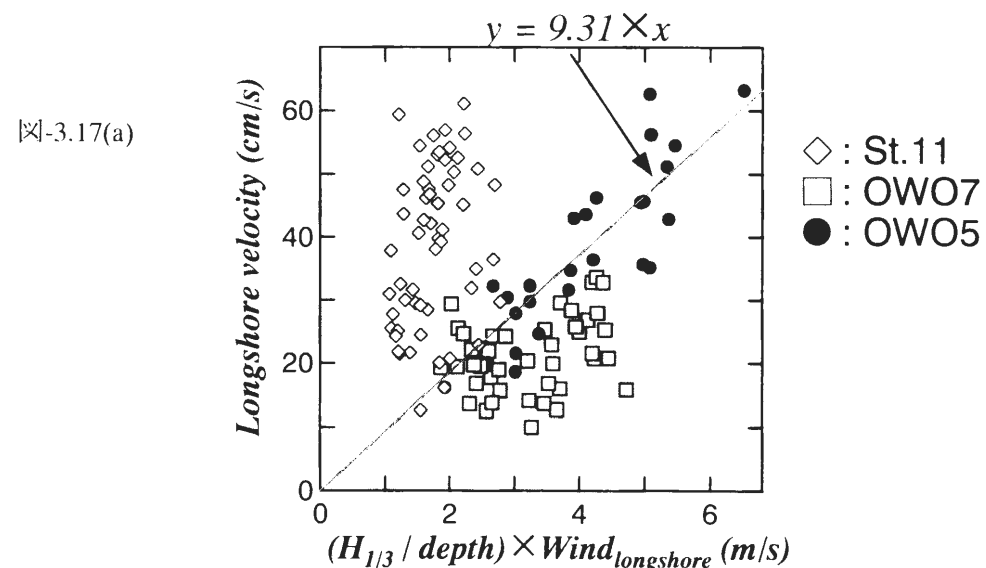 y = 9.31×x
図-3.17(a)
Longshore velocity (cm/s)
60
40
20
0
0 2 4 6
(H1/3 / depth)×Windlongshore (m/s)
◇ : St.11
□ : OWO7
● : OWO5